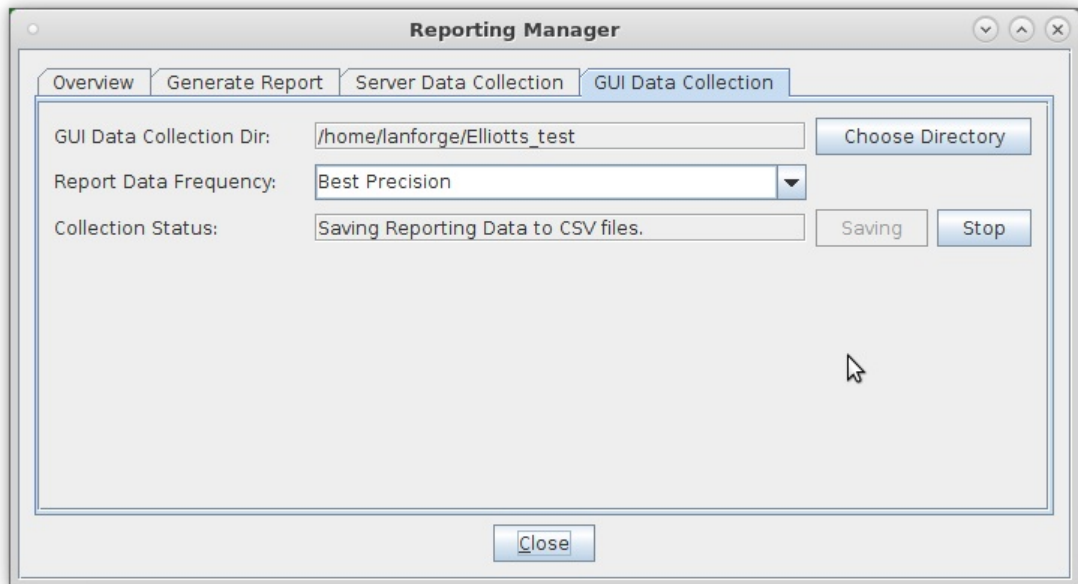 Reporting Manager
Overview Generate Report Server Data Collection GUI Data Collection
GUI Data Collection Dir: /home/lanforge/Elliotts_test Choose Directory
Report Data Frequency: Best Precision
Collection Status: Saving Reporting Data to CSV files. Saving Stop
Close